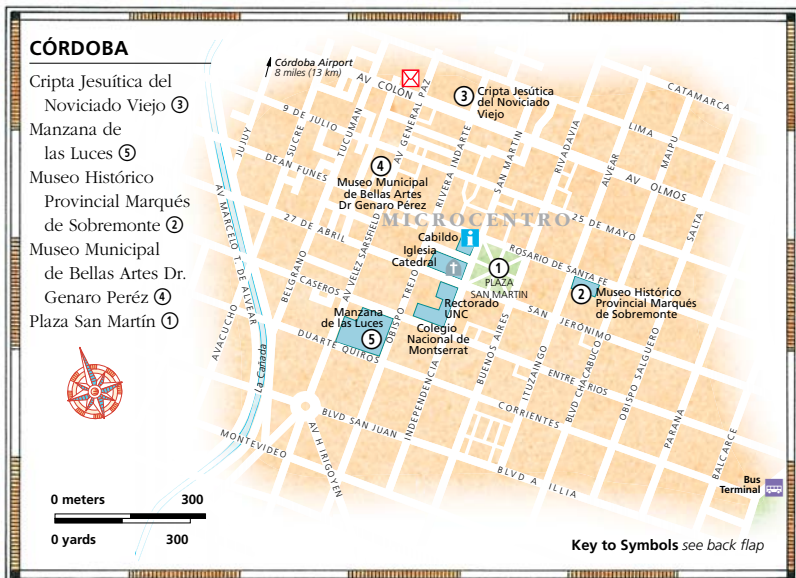 CÓRDOBA
Cripta Jesuítica del
Noviciado Viejo ③
Manzana de
las Luces ⑤
Museo Histórico
Provincial Marqués
de Sobremonte ②
Museo Municipal
de Bellas Artes Dr.
Genaro Peréz ④
Plaza San Martín ①
Córdoba Airport
8 miles (13 km)
AV COLON
AV GENERAL PAZ
③ Cripta Jesútica
del Noviciado
Viejo
CATAMARCA
LIMA
MAIPU
AV OLMOS
9 DE JULIO
JUJUY
SUCRE
TUCUMAN
RIVERA INDARTE
SAN MARTIN
RIVADAVIA
ALVEAR
SALTA
DEAN FUNES
④
Museo Municipal
de Bellas Artes
Dr Genaro Pérez
MICROCENTRO
25 DE MAYO
AV MARCELO T. DE ALVEAR
27 DE ABRIL
AV VELEZ SARSFIELD
Cabildo
i
Iglesia
Catedral
ROSARIO DE SANTA FE
①
PLAZA
SAN MARTIN
② Museo Histórico
Provincial Marqués
de Sobremonte
BELGRANO
CASEROS
OBISPO TREJO
Rectorado
UNC
Manzana
de las Luces
⑤
Colegio
Nacional de
Montserrat
SAN JERÓNIMO
AVACUCHO
La Cañada
DUARTE QUIROS
INDEPENDENCIA
BUENOS AIRES
ITUZAINGO
BLVD CHACABUCO
OBISPO SALGUERO
ENTRE RIOS
CORRIENTES
PARANA
BALCARCE
BLVD SAN JUAN
MONTEVIDEO
AV H IRIGOYEN
BLVD A ILLIA
Bus
Terminal
0 meters 300
0 yards 300
Key to Symbols see back flap